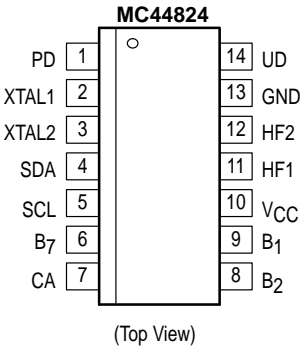 MC44824
PD 1 14 UD
XTAL1 2 13 GND
XTAL2 3 12 HF2
SDA 4 11 HF1
SCL 5 10 VCC
B7 6 9 B1
CA 7 8 B2
(Top View)